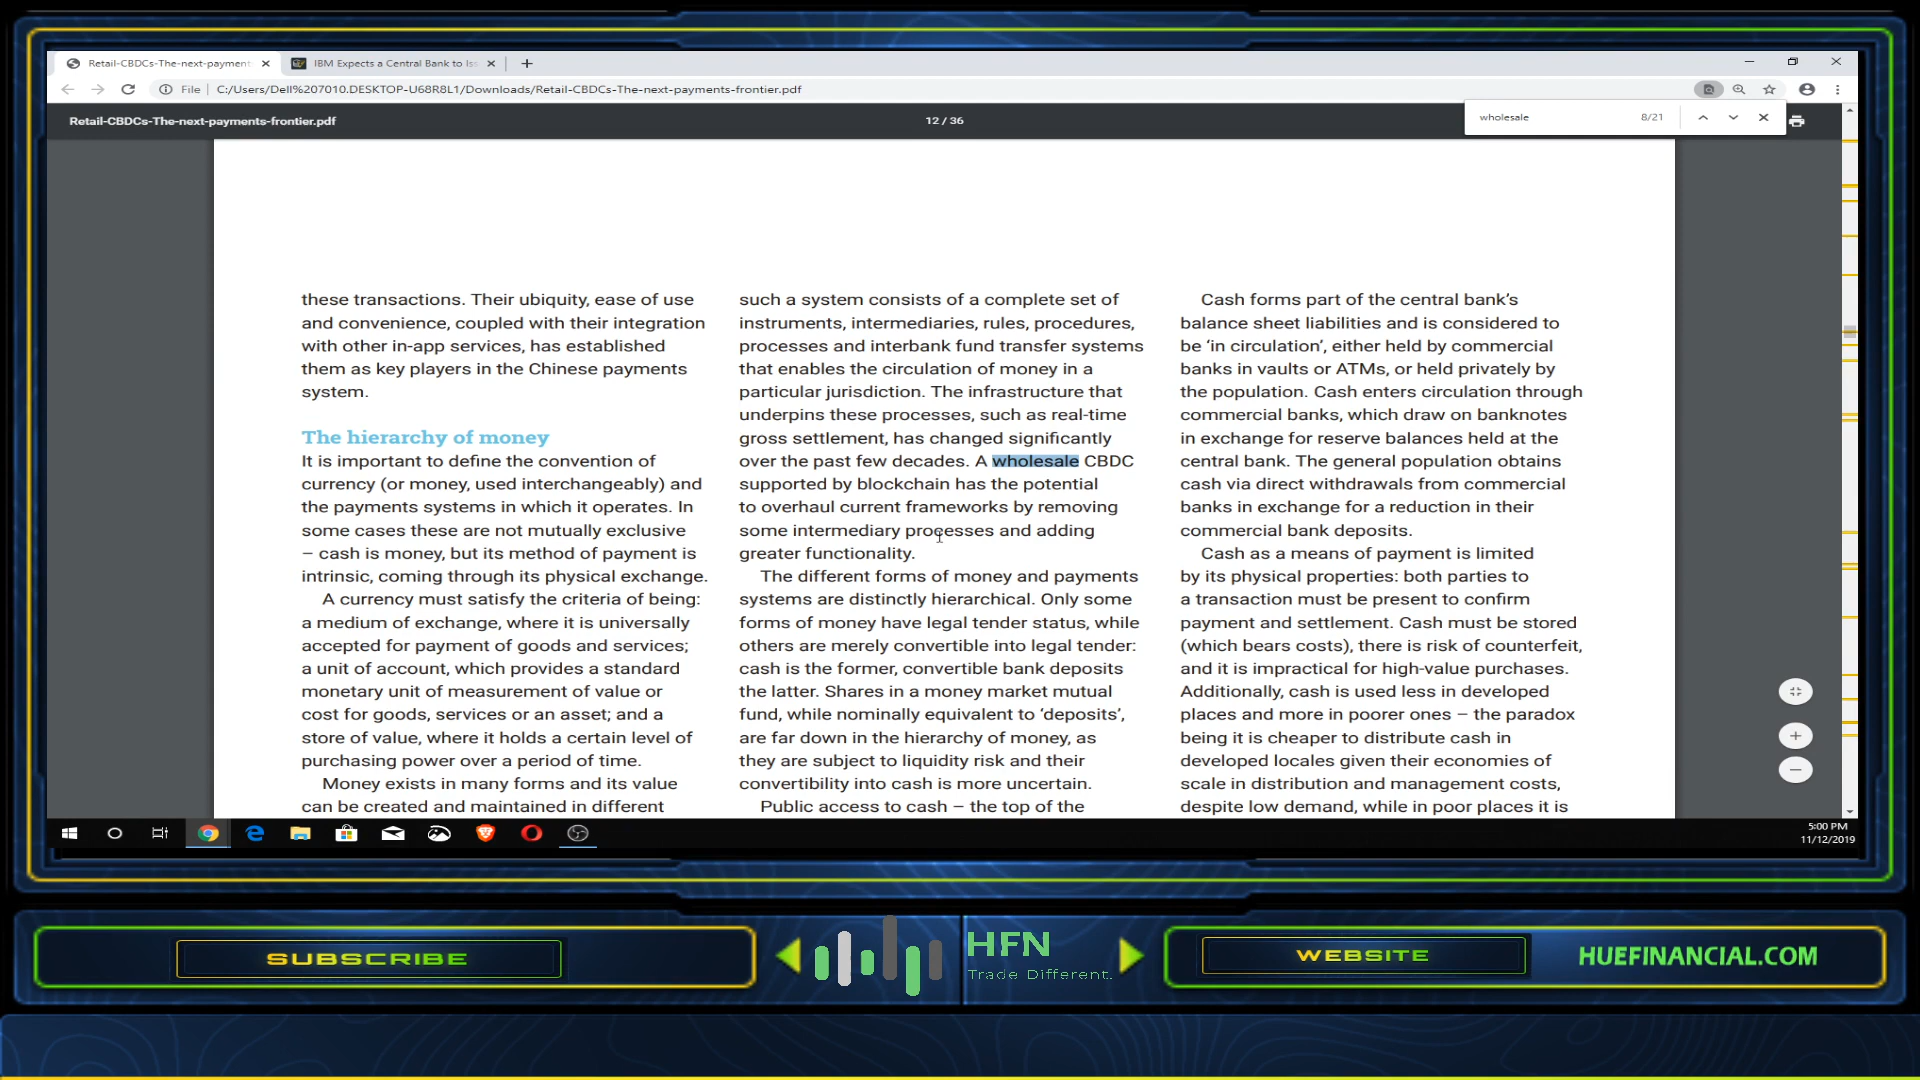 Retail-CBDCs-The-next-payment
IBM Expects a Central Bank to Is
File
C:/Users/Dell%207010.DESKTOP-U68R8L1/Downloads/Retail-CBDCs-The-next-payments-frontier.pdf
Retail-CBDCs-The-next-payments-frontier.pdf
12 / 36
wholesale
8/21
these transactions. Their ubiquity, ease of use
and convenience, coupled with their integration
with other in-app services, has established
them as key players in the Chinese payments
system.
The hierarchy of money
It is important to define the convention of
currency (or money, used interchangeably) and
the payments systems in which it operates. In
some cases these are not mutually exclusive
– cash is money, but its method of payment is
intrinsic, coming through its physical exchange.
A currency must satisfy the criteria of being:
a medium of exchange, where it is universally
accepted for payment of goods and services;
a unit of account, which provides a standard
monetary unit of measurement of value or
cost for goods, services or an asset; and a
store of value, where it holds a certain level of
purchasing power over a period of time.
Money exists in many forms and its value
can be created and maintained in different
such a system consists of a complete set of
instruments, intermediaries, rules, procedures,
processes and interbank fund transfer systems
that enables the circulation of money in a
particular jurisdiction. The infrastructure that
underpins these processes, such as real-time
gross settlement, has changed significantly
over the past few decades. A wholesale CBDC
supported by blockchain has the potential
to overhaul current frameworks by removing
some intermediary processes and adding
greater functionality.
The different forms of money and payments
systems are distinctly hierarchical. Only some
forms of money have legal tender status, while
others are merely convertible into legal tender:
cash is the former, convertible bank deposits
the latter. Shares in a money market mutual
fund, while nominally equivalent to ‘deposits’,
are far down in the hierarchy of money, as
they are subject to liquidity risk and their
convertibility into cash is more uncertain.
Public access to cash – the top of the
Cash forms part of the central bank’s
balance sheet liabilities and is considered to
be ‘in circulation’, either held by commercial
banks in vaults or ATMs, or held privately by
the population. Cash enters circulation through
commercial banks, which draw on banknotes
in exchange for reserve balances held at the
central bank. The general population obtains
cash via direct withdrawals from commercial
banks in exchange for a reduction in their
commercial bank deposits.
Cash as a means of payment is limited
by its physical properties: both parties to
a transaction must be present to confirm
payment and settlement. Cash must be stored
(which bears costs), there is risk of counterfeit,
and it is impractical for high-value purchases.
Additionally, cash is used less in developed
places and more in poorer ones – the paradox
being it is cheaper to distribute cash in
developed locales given their economies of
scale in distribution and management costs,
despite low demand, while in poor places it is
5:00 PM
11/12/2019
SUBSCRIBE
HFN
Trade Different.
WEBSITE
HUEFINANCIAL.COM